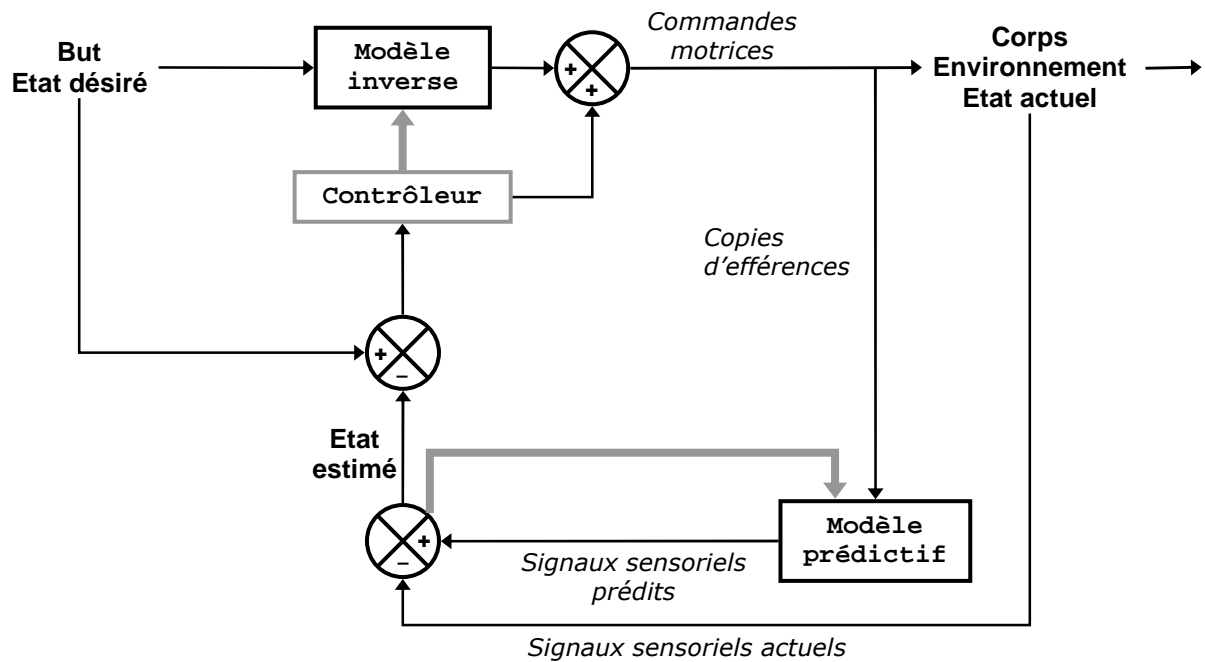 But
Etat désiré
Modèle
inverse
+
+
Commandes
motrices
Corps
Environnement
Etat actuel
Contrôleur
Copies
d'efférences
+
–
Etat
estimé
+
–
Modèle
prédictif
Signaux sensoriels
prédits
Signaux sensoriels actuels